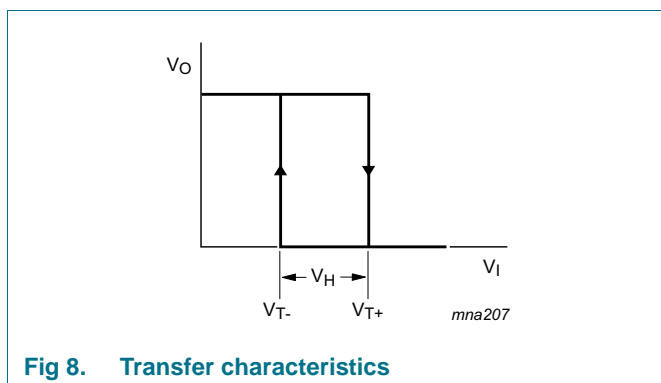 VO
VH
VI
VT-
VT+
mna207
Fig 8. Transfer characteristics